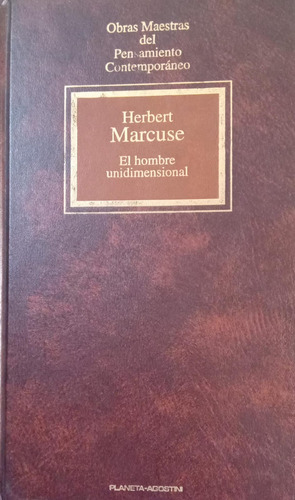 Obras Maestras
del
Pensamiento
Contemporáneo
Herbert
Marcuse
El hombre
unidimensional
PLANETA-AGOSTINI